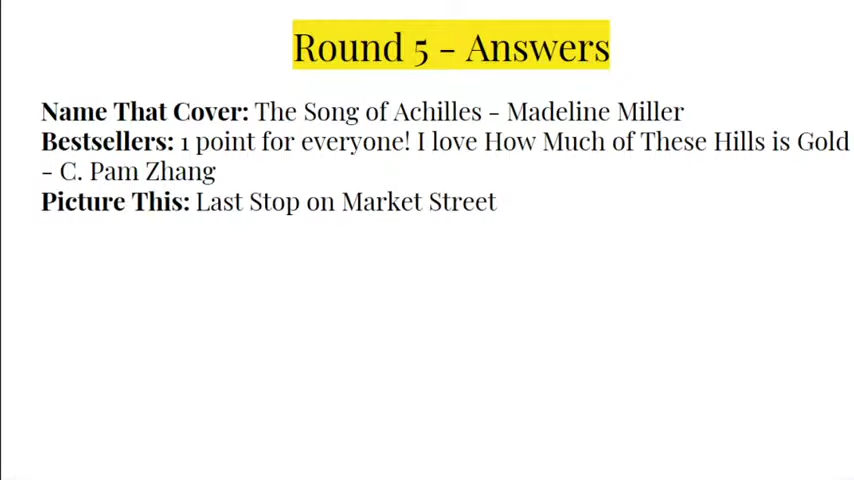 Round 5 - Answers
Name That Cover: The Song of Achilles - Madeline Miller
Bestsellers: 1 point for everyone! I love How Much of These Hills is Gold
- C. Pam Zhang
Picture This: Last Stop on Market Street